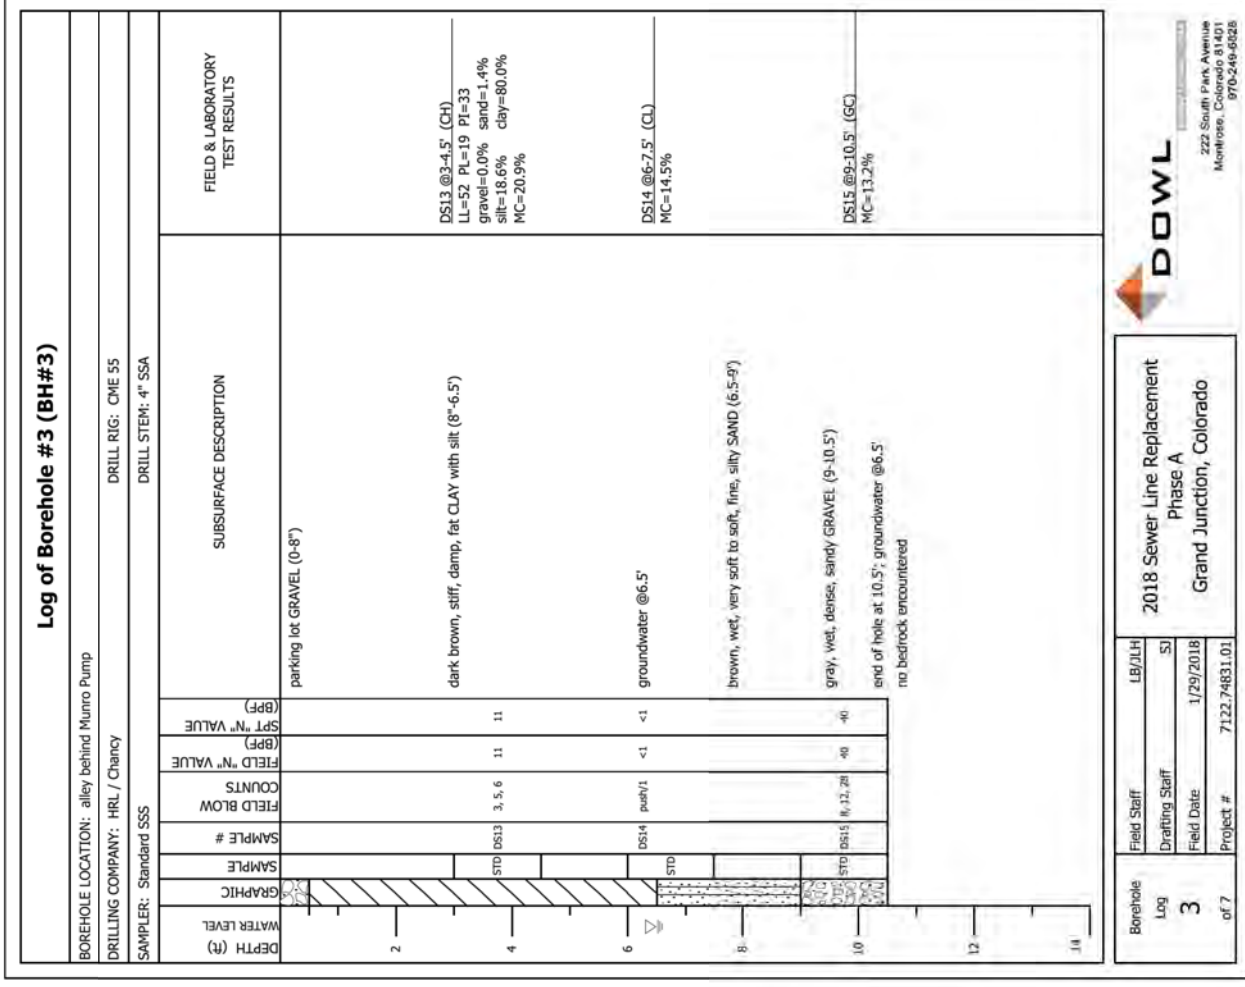 Log of Borehole #3 (BH#3)
BOREHOLE LOCATION: alley behind Munro Pump
DRILLING COMPANY: HRL / Chancy DRILL RIG: CME 55
SAMPLER: Standard SSS DRILL STEM: 4" SSA
DEPTH (ft)
WATER LEVEL
GRAPHIC
SAMPLE
SAMPLE #
FIELD BLOW
COUNTS
FIELD "N" VALUE
(BPF)
SPT "N" VALUE
(BPF)
SUBSURFACE DESCRIPTION
FIELD & LABORATORY
TEST RESULTS
parking lot GRAVEL (0-8")
2
STD DS13 3, 5, 6 11 11
dark brown, stiff, damp, fat CLAY with silt (8"-6.5')
DS13 @3-4.5' (CH)
LL=52 PL=19 PI=33
gravel=0.0% sand=1.4%
silt=18.6% clay=80.0%
MC=20.9%
4
6
STD DS14 push/1 <1 <1
groundwater @6.5'
DS14 @6-7.5' (CL)
MC=14.5%
8
brown, wet, very soft to soft, fine, silty SAND (6.5-9')
10
STD DS15 8, 12, 28 40 40
gray, wet, dense, sandy GRAVEL (9-10.5')
DS15 @9-10.5' (GC)
MC=13.2%
end of hole at 10.5'; groundwater @6.5'
no bedrock encountered
12
14
Borehole
Log
3
of 7
Field Staff LB/JLH
Drafting Staff SJ
Field Date 1/29/2018
Project # 7122.74831.01
2018 Sewer Line Replacement
Phase A
Grand Junction, Colorado
DOWL
222 South Park Avenue
Montrose, Colorado 81401
970-249-6828